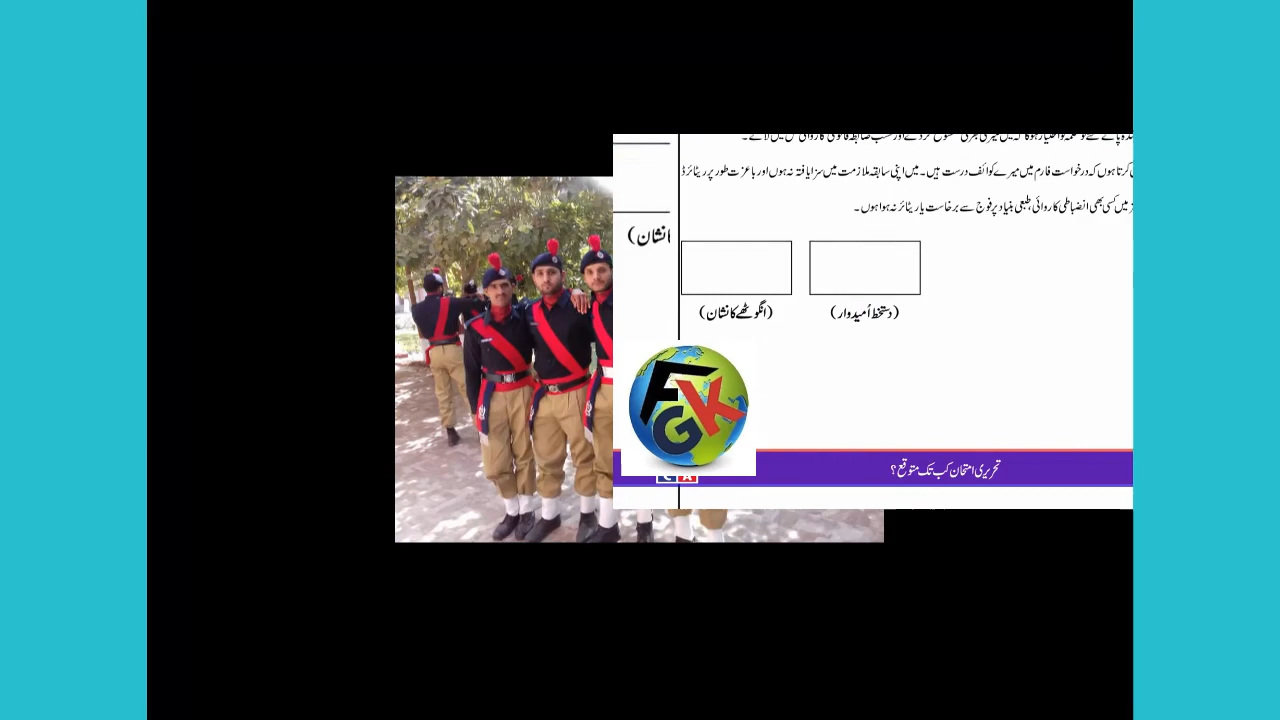 کرتا ہوں کہ درخواست فارم میں میرے کوائف درست ہیں۔ میں اپنی سابقہ ملازمت میں سزا یافتہ نہ ہوں اور باعزت طور پر ریٹائرڈ
میں کسی بھی انضباطی کاروائی، طبعی بنیاد پر فوج سے برخاست یا ریٹائر نہ ہوا ہوں۔
نشان)
(دستخط اُمیدوار) (انگوٹھے کا نشان)
FGK
تحریری امتحان کب تک متوقع؟